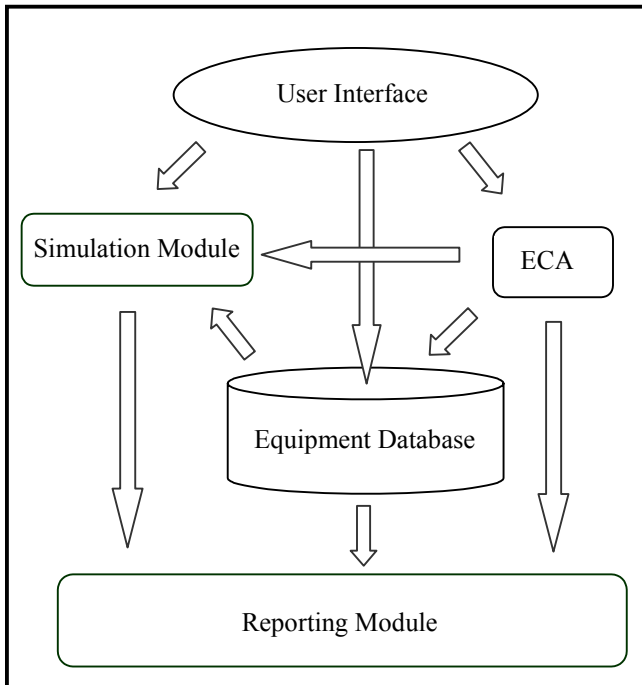 User Interface
Simulation Module
ECA
Equipment Database
Reporting Module